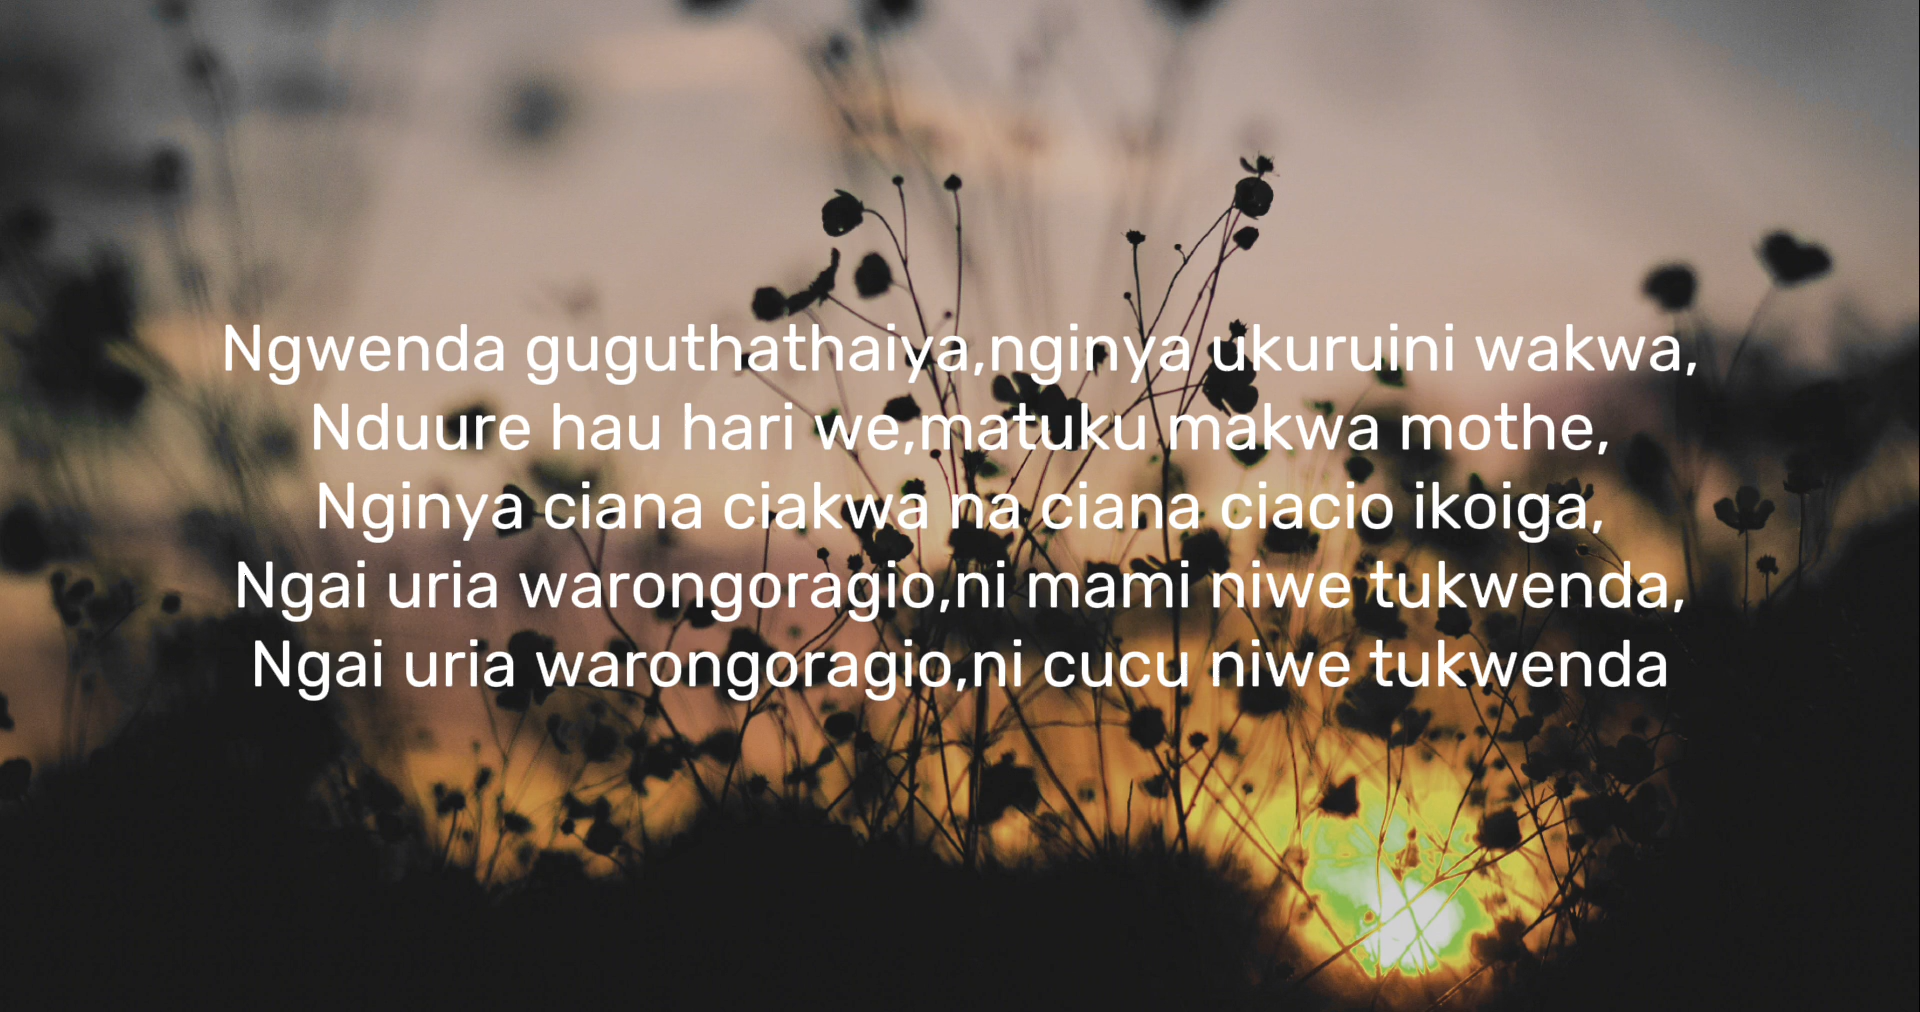 Ngwenda guguthathaiya,nginya ukuruini wakwa,
Nduure hau hari we,matuku makwa mothe,
Nginya ciana ciakwa na ciana ciacio ikoiga,
Ngai uria warongoragio,ni mami niwe tukwenda,
Ngai uria warongoragio,ni cucu niwe tukwenda